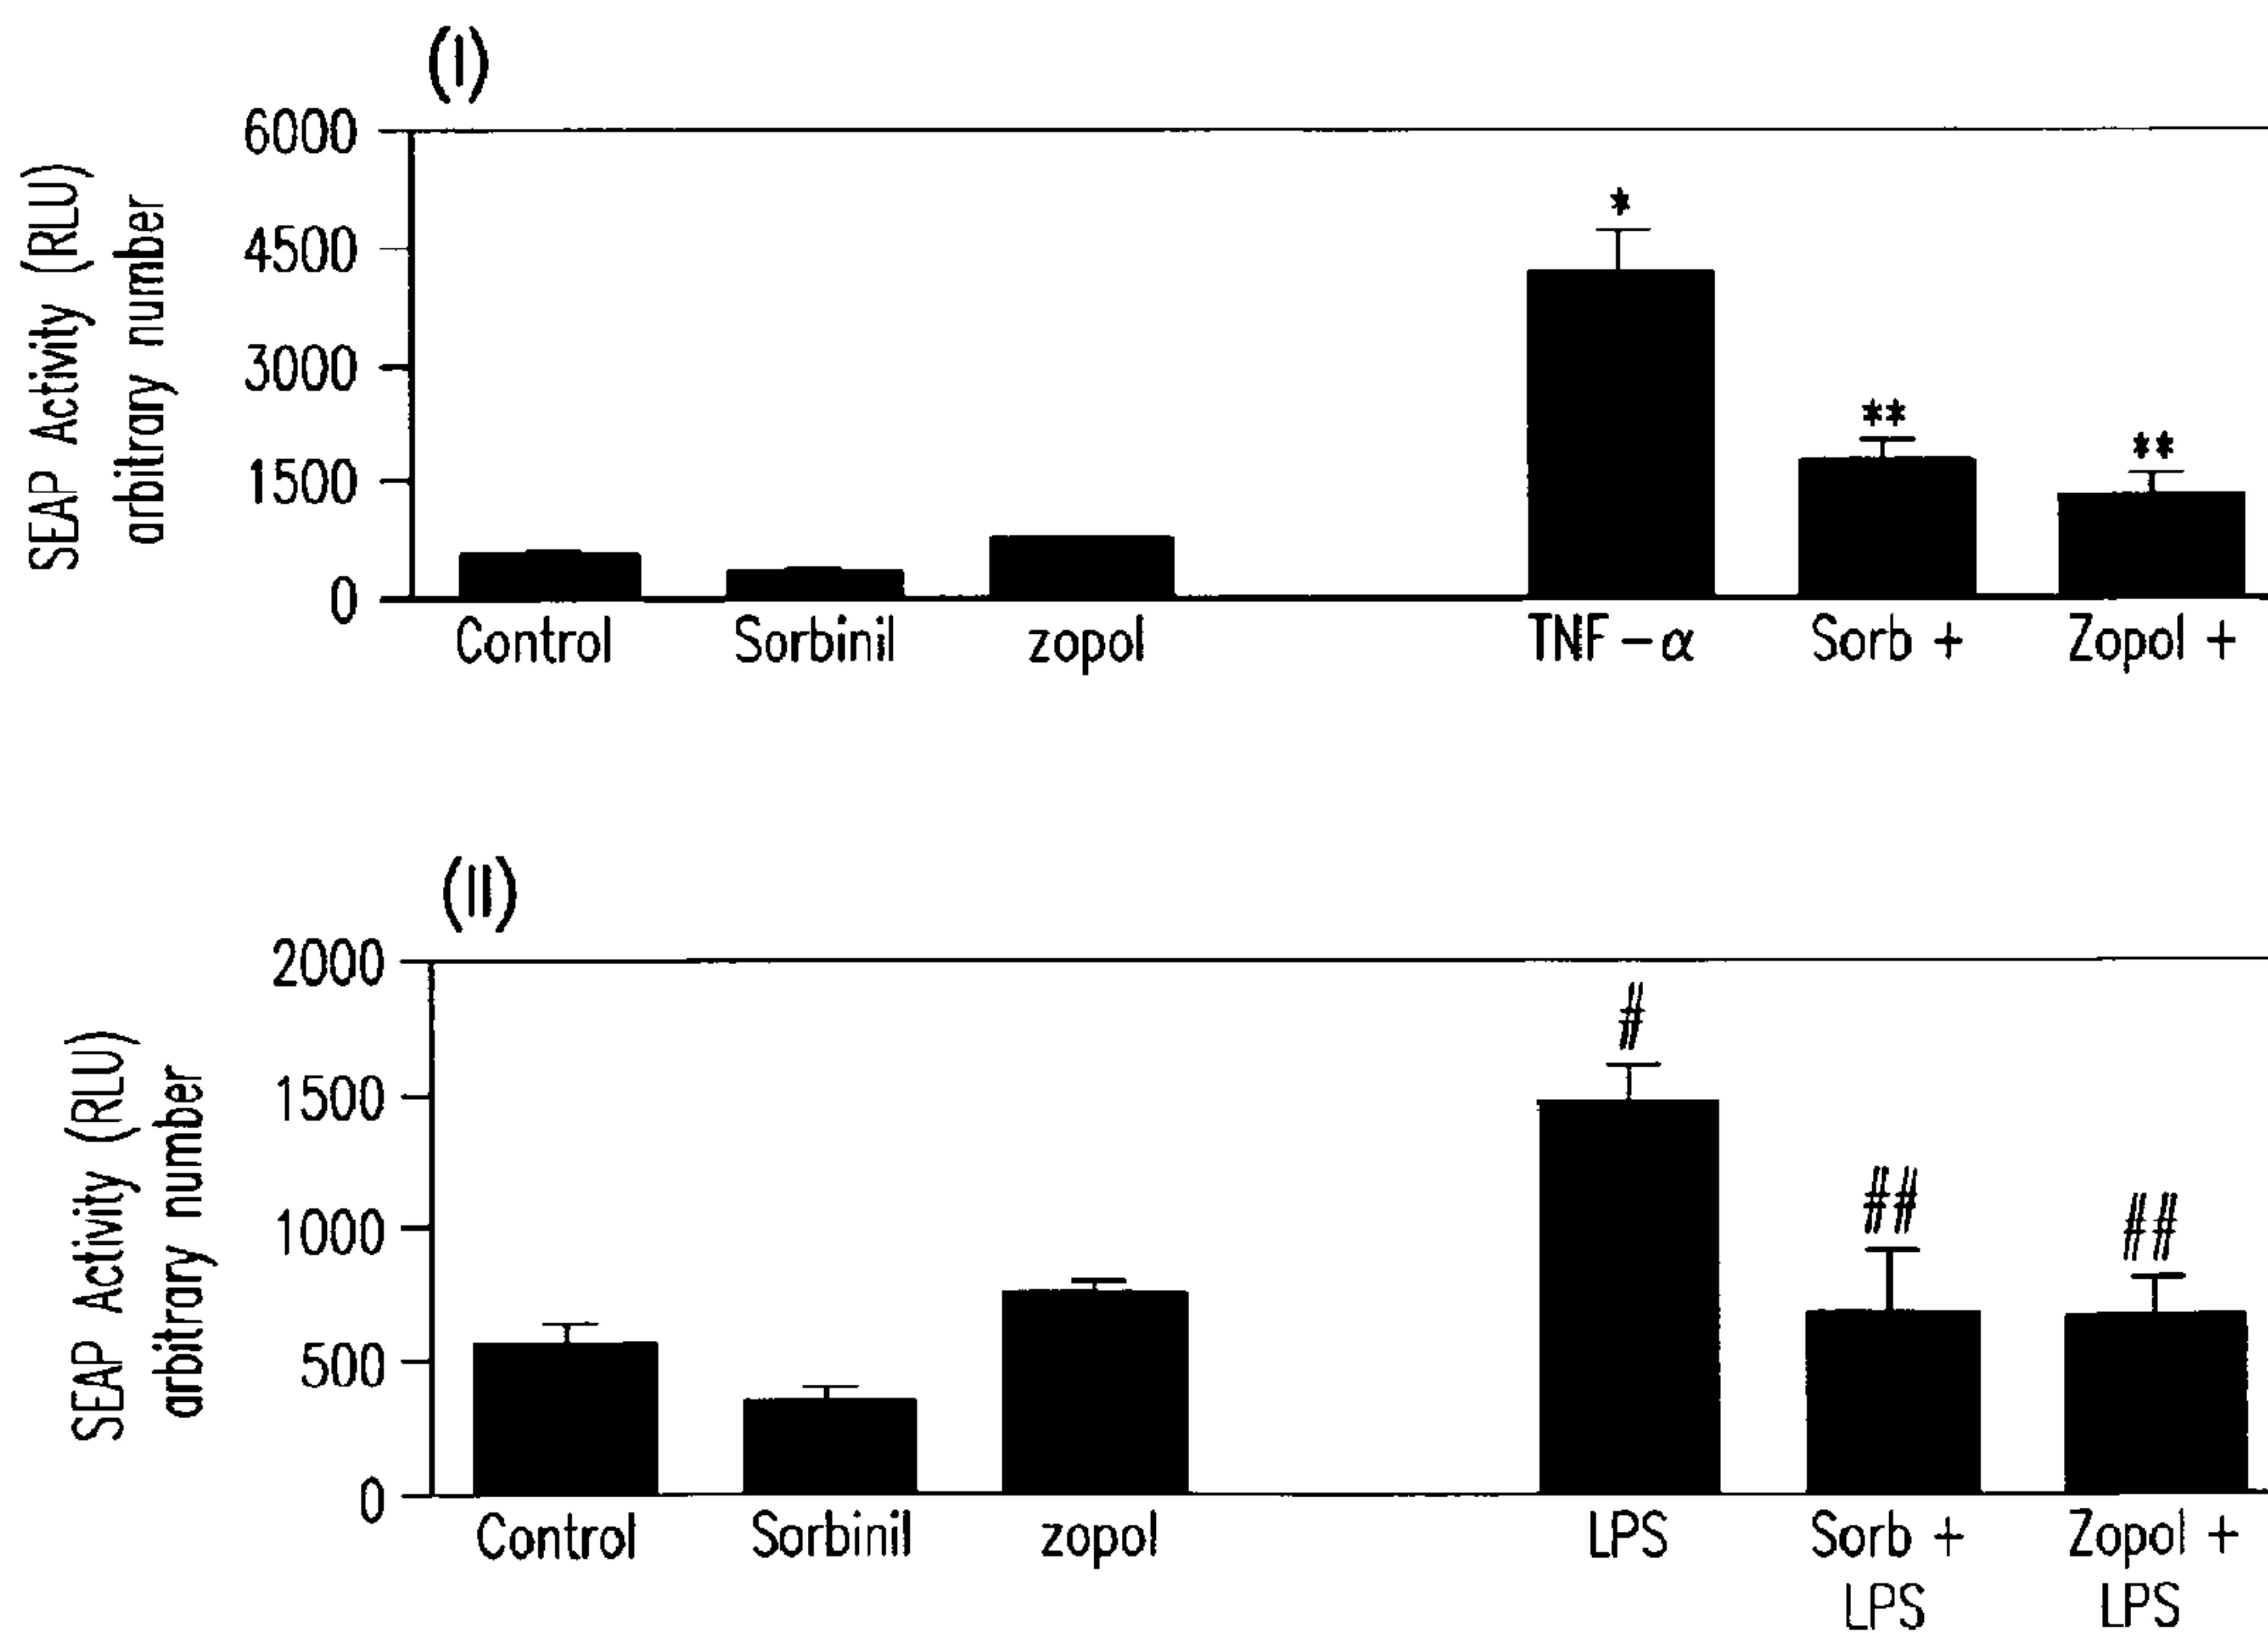 (I)
SEAP Activity (RLU)
arbitrary number
6000
4500
3000
1500
0
*
**
**
Control Sorbinil zopol TNF-α Sorb + Zopol +
(II)
SEAP Activity (RLU)
arbitrary number
2000
1500
1000
500
0
#
##
##
Control Sorbinil zopol LPS Sorb + Zopol +
LPS LPS